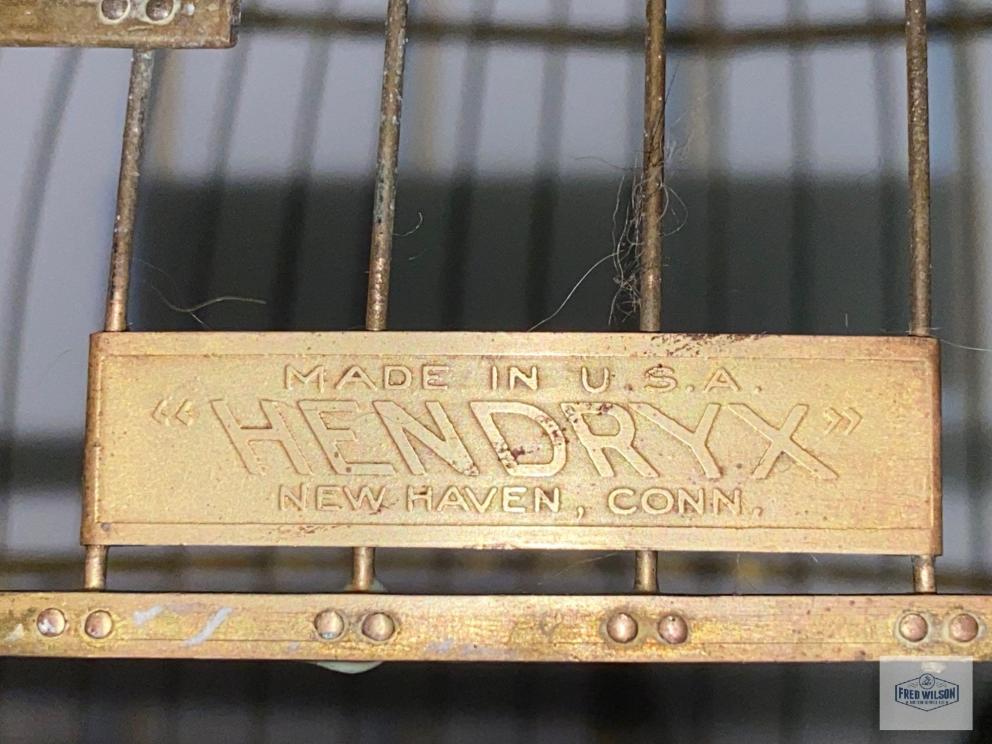 MADE IN U.S.A.
"HENDRYX"
NEW HAVEN, CONN.
FRED WILSON